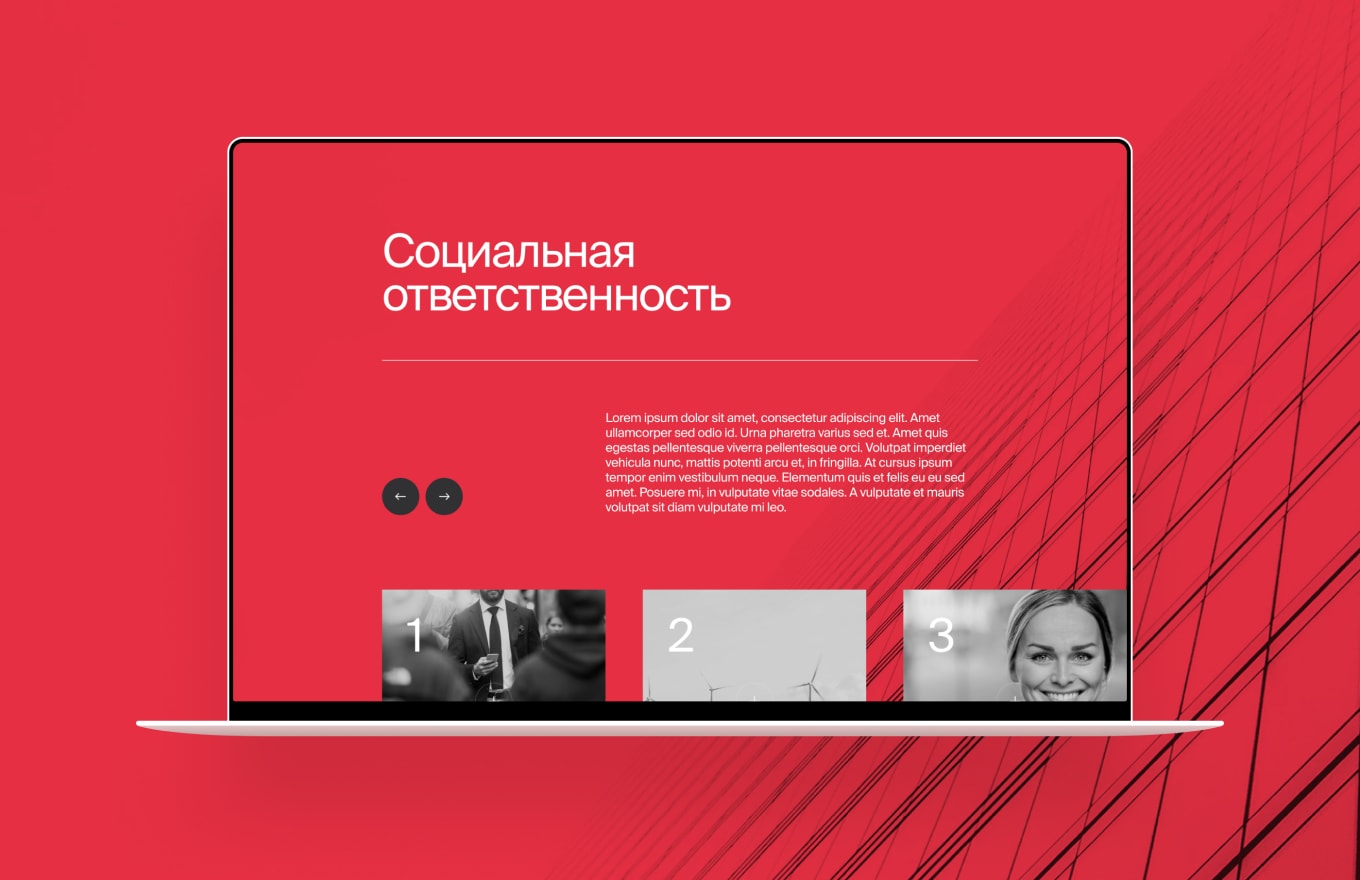 Социальная
ответственность
Lorem ipsum dolor sit amet, consectetur adipiscing elit. Amet
ullamcorper sed odio id. Urna pharetra varius sed et. Amet quis
egestas pellentesque viverra pellentesque orci. Volutpat imperdiet
vehicula nunc, mattis potenti arcu et, in fringilla. At cursus ipsum
tempor enim vestibulum neque. Elementum quis et felis eu eu sed
amet. Posuere mi, in vulputate vitae sodales. A vulputate et mauris
volutpat sit diam vulputate mi leo.
← →
1 2 3